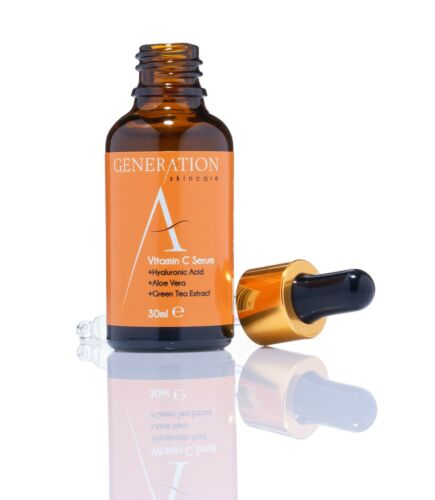 GENERATION
skincare
A
Vitamin C Serum
+Hyaluronic Acid
+Aloe Vera
+Green Tea Extract
30ml ℮